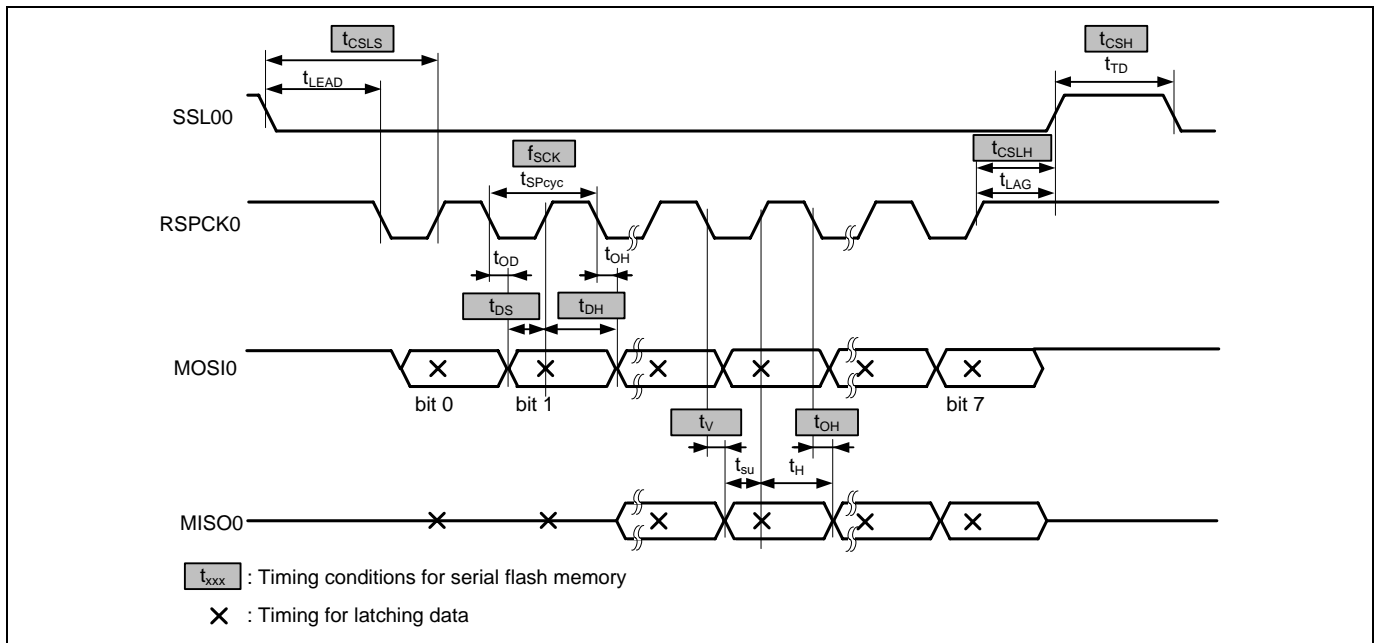 tCSLS
tCSH
tLEAD
tTD
SSL00
fSCK
tCSLH
tSPcyc
tLAG
RSPCK0
tOD
tOH
tDS
tDH
MOSI0
bit 0
bit 1
bit 7
tV
tOH
tsu
tH
MISO0
txxx : Timing conditions for serial flash memory
: Timing for latching data